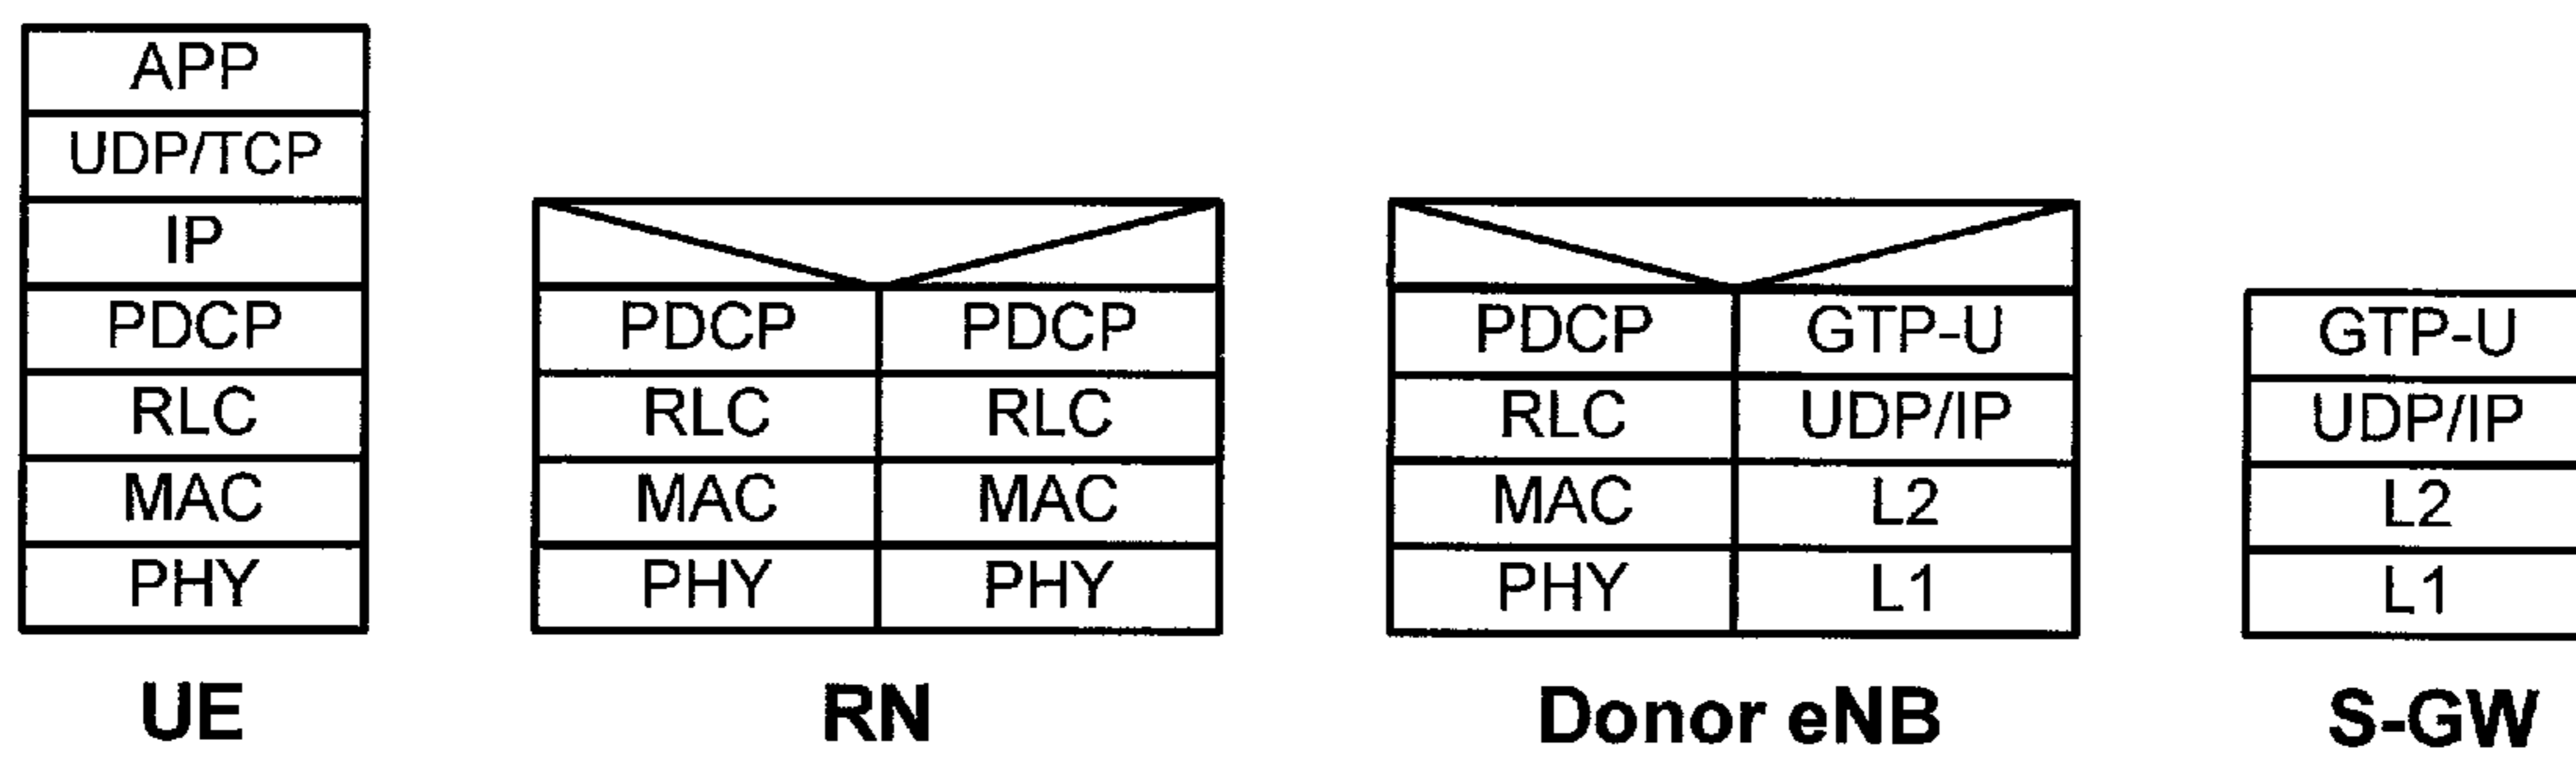 APP
UDP/TCP
IP
PDCP
RLC
MAC
PHY
UE
PDCP PDCP
RLC RLC
MAC MAC
PHY PHY
RN
PDCP GTP-U
RLC UDP/IP
MAC L2
PHY L1
Donor eNB
GTP-U
UDP/IP
L2
L1
S-GW